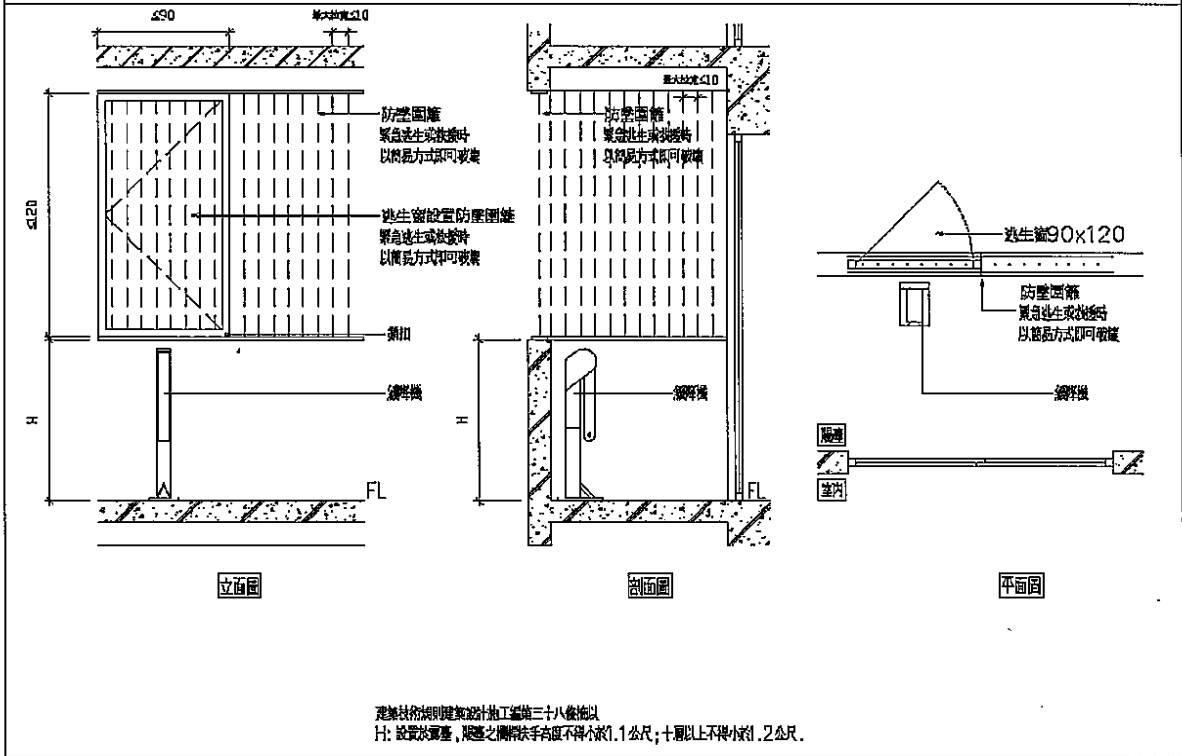 ≤90
最大拉寬≤10
防墜圍籬
緊急逃生或救援時
以簡易方式即可破壞
≤120
逃生窗設置防墜圍籬
緊急逃生或救援時
以簡易方式即可破壞
鎖扣
緩降機
H
FL
立面圖
最大拉寬≤10
防墜圍籬
緊急逃生或救援時
以簡易方式即可破壞
H
緩降機
FL
剖面圖
逃生窗90x120
防墜圍籬
緊急逃生或救援時
以簡易方式即可破壞
緩降機
陽臺
室內
平面圖
建築技術規則建築設計施工編第三十八條
H: 設置於露臺，陽臺之欄桿扶手高度不得小於1.1公尺；十層以上不得小於1.2公尺.